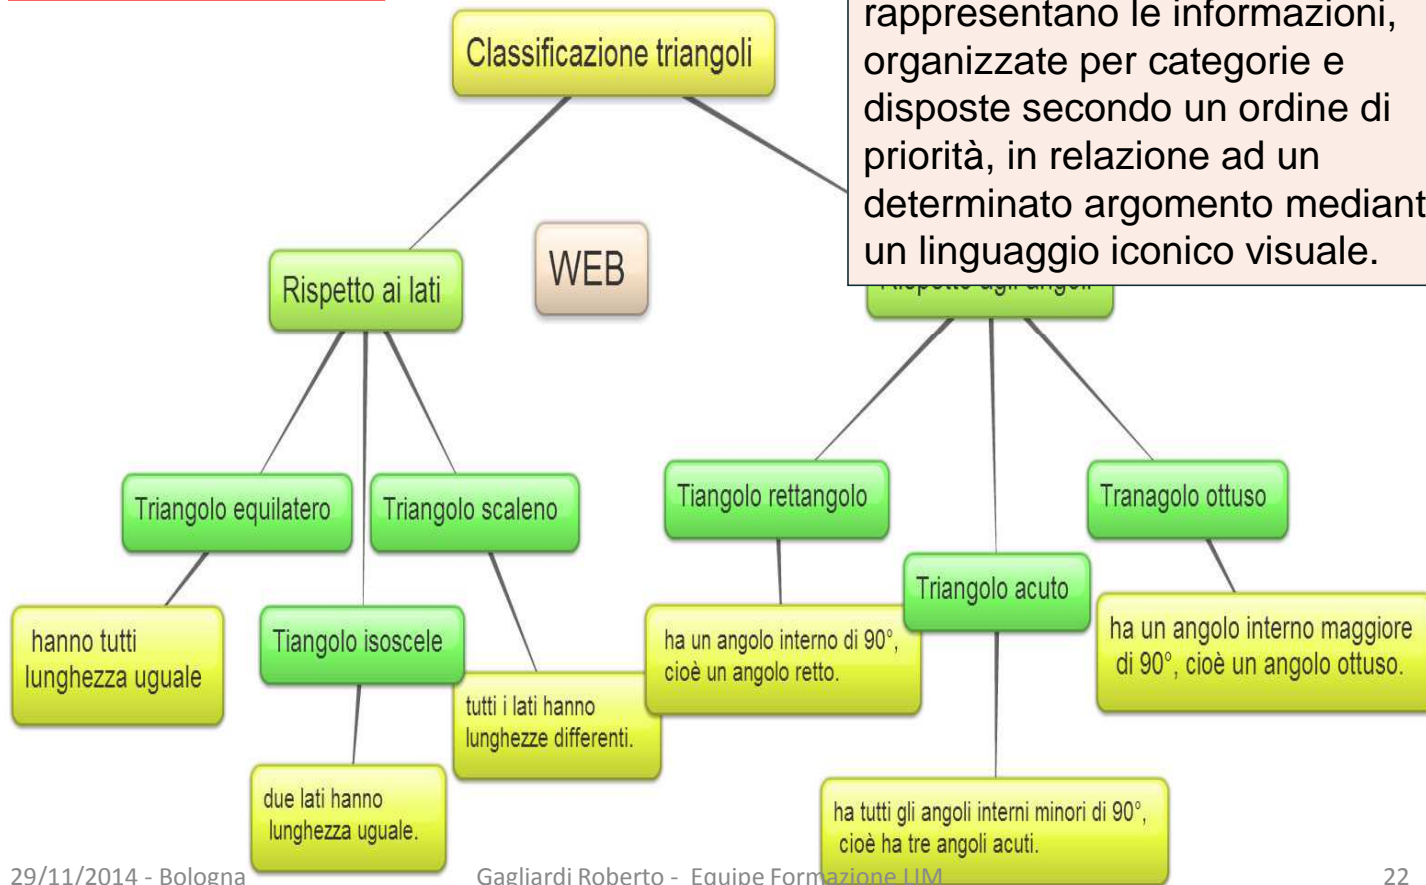 rappresentano le informazioni,
organizzate per categorie e
disposte secondo un ordine di
priorità, in relazione ad un
determinato argomento mediant
un linguaggio iconico visuale.
Classificazione triangoli
WEB
Rispetto ai lati
Rispetto agli angoli
Triangolo equilatero
Triangolo scaleno
Tiangolo isoscele
Tiangolo rettangolo
Triangolo acuto
Tranagolo ottuso
hanno tutti
lunghezza uguale
due lati hanno
lunghezza uguale.
tutti i lati hanno
lunghezze differenti.
ha un angolo interno di 90°,
cioè un angolo retto.
ha tutti gli angoli interni minori di 90°,
cioè ha tre angoli acuti.
ha un angolo interno maggiore
di 90°, cioè un angolo ottuso.
29/11/2014 - Bologna
Gagliardi Roberto - Equipe Formazione LIM
22